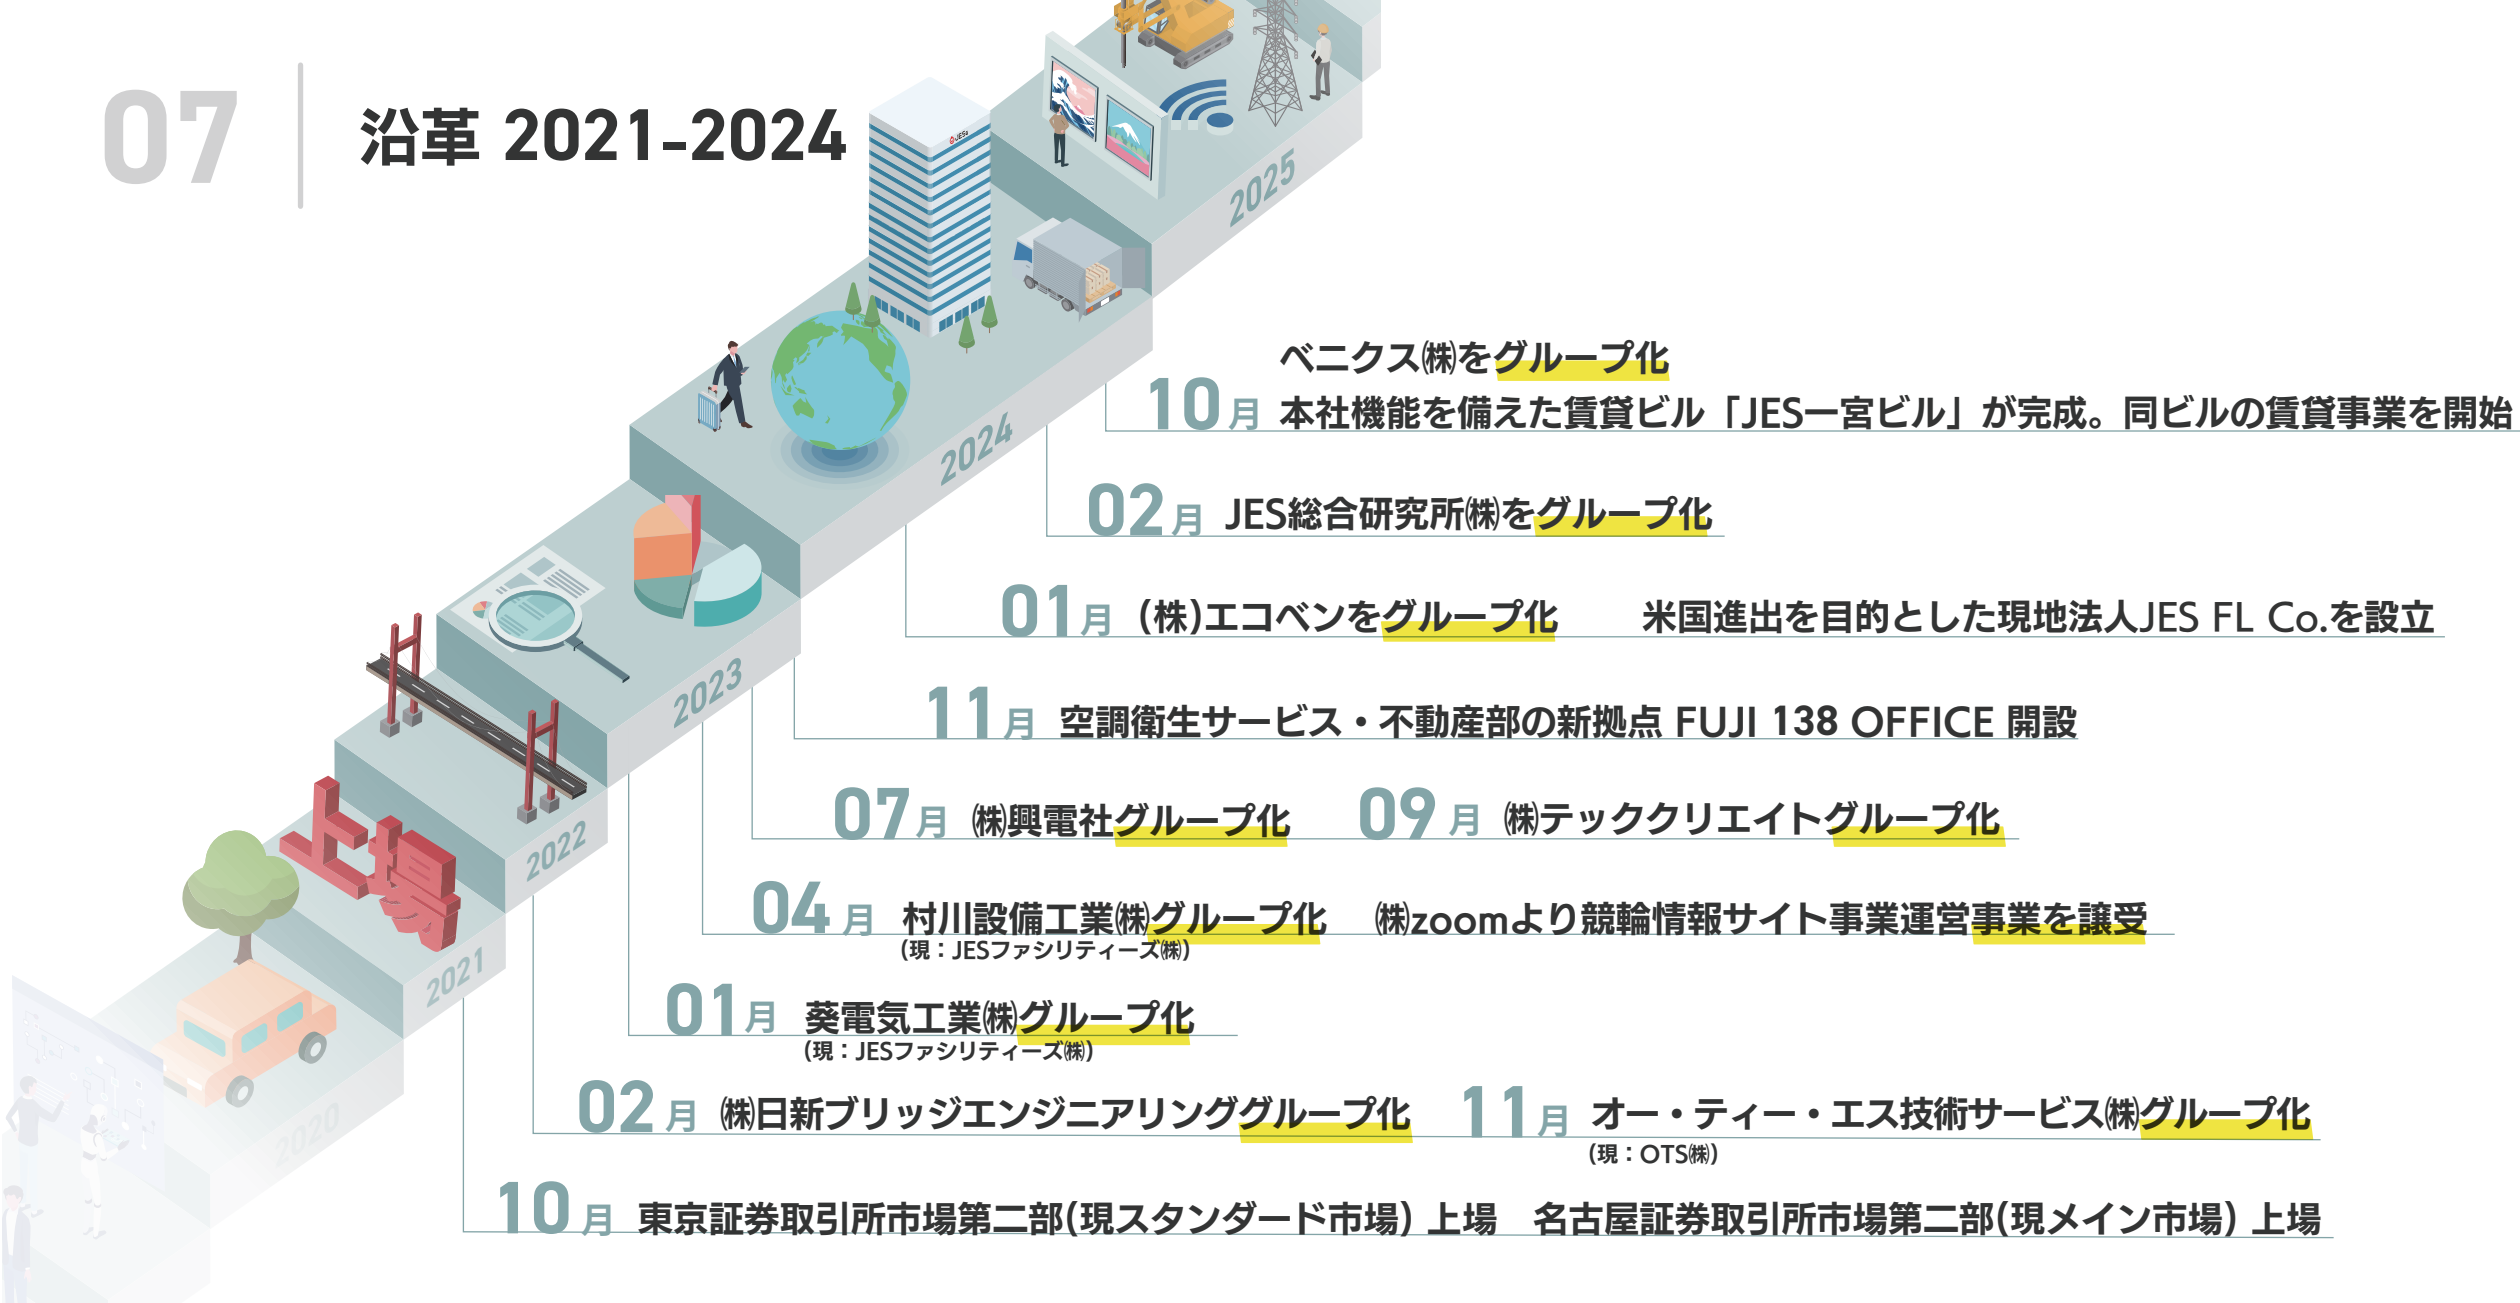 07
沿革 2021-2024
JESs
2025
ベニクス㈱をグループ化
10月 本社機能を備えた賃貸ビル「JES一宮ビル」が完成。同ビルの賃貸事業を開始
2024
02月 JES総合研究所㈱をグループ化
01月 (株)エコベンをグループ化 米国進出を目的とした現地法人JES FL Co.を設立
2023
11月 空調衛生サービス・不動産部の新拠点 FUJI 138 OFFICE 開設
07月 ㈱興電社グループ化 09月 ㈱テッククリエイトグループ化
2022
04月 村川設備工業㈱グループ化 ㈱zoomより競輪情報サイト事業運営事業を譲受
(現：JESファシリティーズ㈱)
上場
2021
01月 葵電気工業㈱グループ化
(現：JESファシリティーズ㈱)
2020
02月 ㈱日新ブリッジエンジニアリンググループ化 11月 オー・ティー・エス技術サービス㈱グループ化
(現：OTS㈱)
10月 東京証券取引所市場第二部(現スタンダード市場) 上場 名古屋証券取引所市場第二部(現メイン市場) 上場